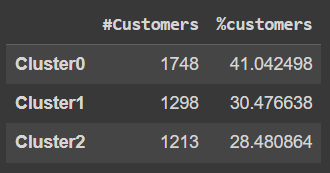 #Customers %customers
Cluster0 1748 41.042498
Cluster1 1298 30.476638
Cluster2 1213 28.480864